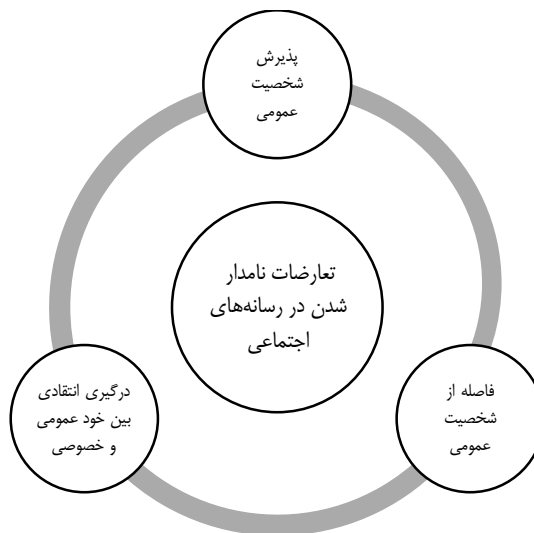 پذیرش
شخصیت
عمومی
تعارضات نامدار
شدن در رسانه‌های
اجتماعی
فاصله از
شخصیت
عمومی
درگیری انتقادی
بین خود عمومی
و خصوصی